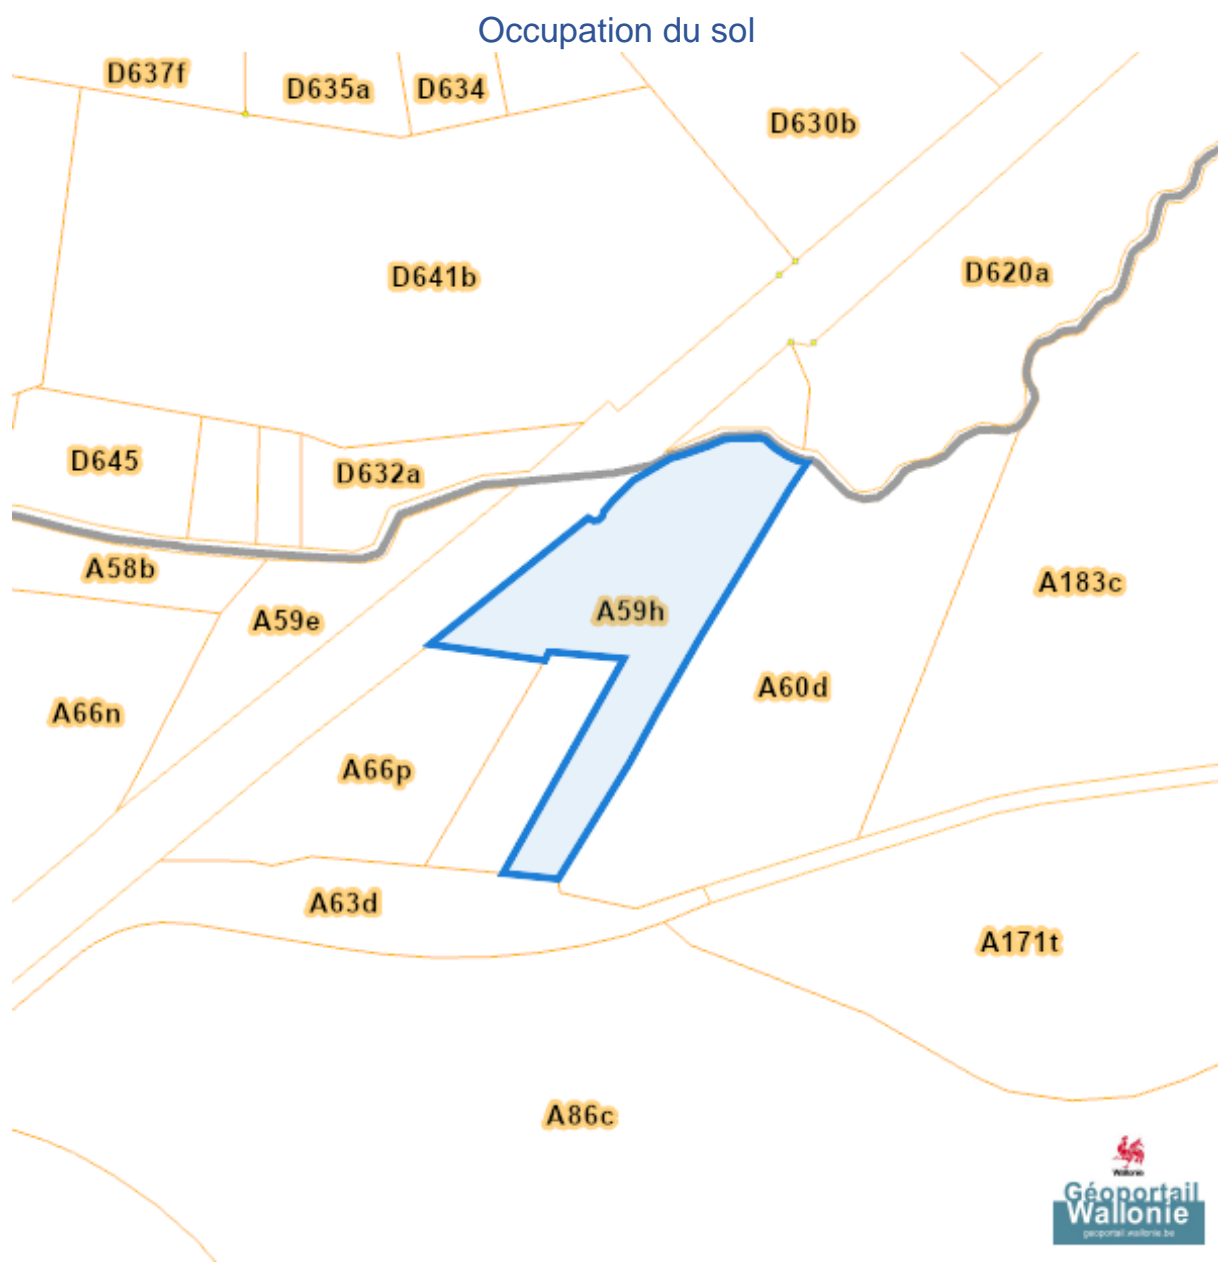 Occupation du sol
D637f
D635a
D634
D630b
D641b
D620a
D645
D632a
A58b
A59e
A59h
A183c
A66n
A60d
A66p
A63d
A171t
A86c
Wallonie
Géoportail
Wallonie
geoportail.wallonie.be